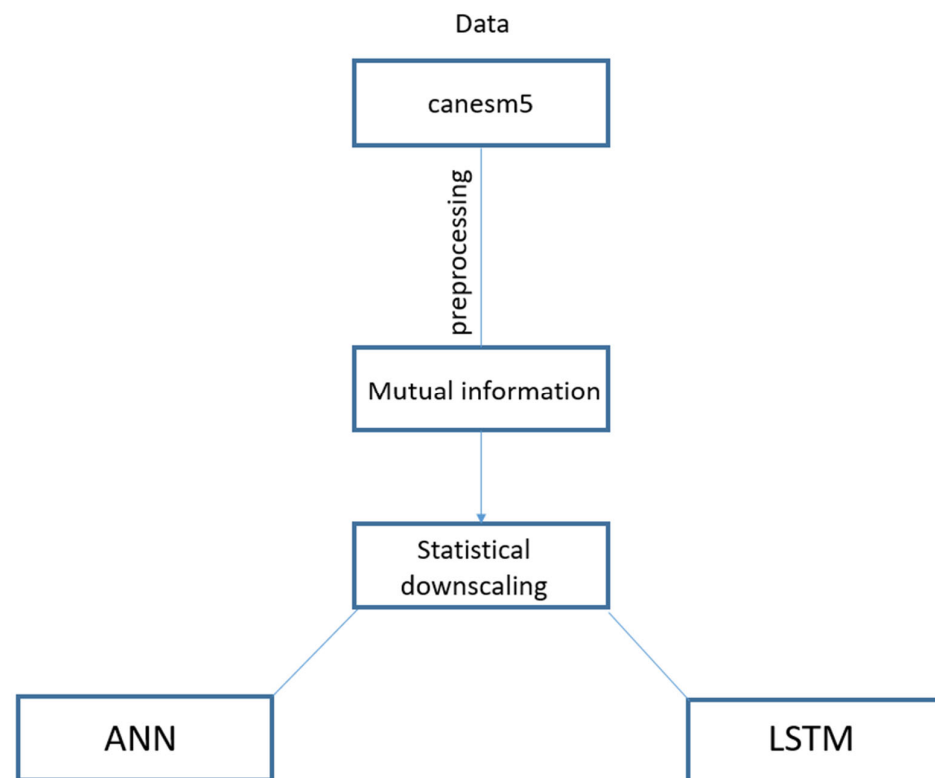 Data
canesm5
preprocessing
Mutual information
Statistical
downscaling
ANN
LSTM